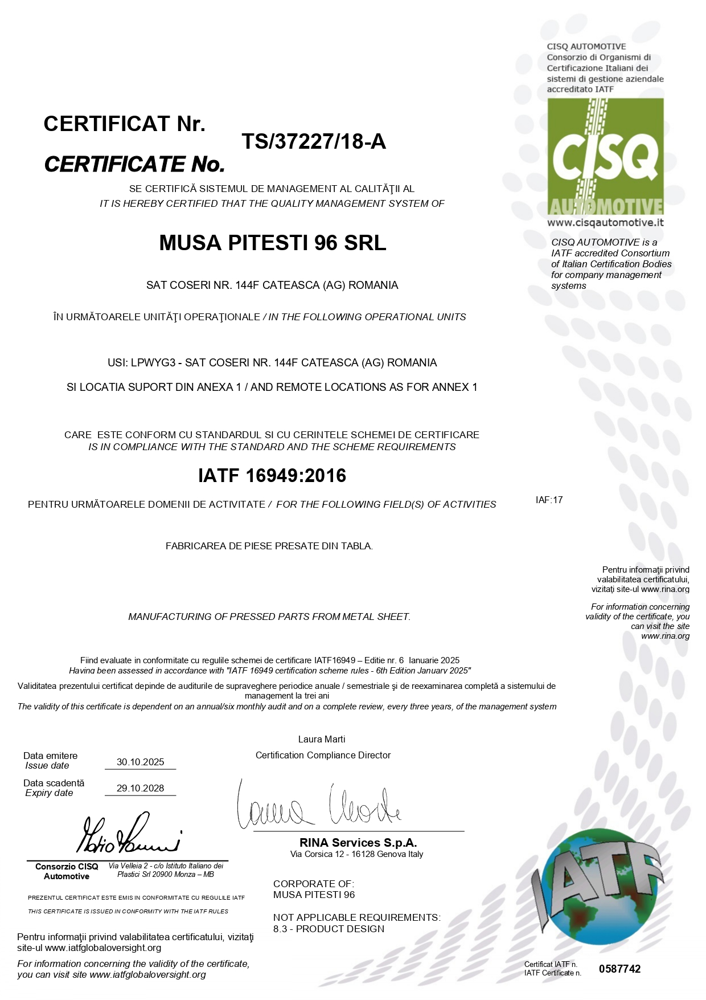 CISQ AUTOMOTIVE
Consorzio di Organismi di
Certificazione Italiani dei
sistemi di gestione aziendale
accreditato IATF
CISQ
AUTOMOTIVE
www.cisqautomotive.it
CISQ AUTOMOTIVE is a
IATF accredited Consortium
of Italian Certification Bodies
for company management
systems
CERTIFICAT Nr.
TS/37227/18-A
CERTIFICATE No.
SE CERTIFICĂ SISTEMUL DE MANAGEMENT AL CALITĂŢII AL
IT IS HEREBY CERTIFIED THAT THE QUALITY MANAGEMENT SYSTEM OF
MUSA PITESTI 96 SRL
SAT COSERI NR. 144F CATEASCA (AG) ROMANIA
ÎN URMĂTOARELE UNITĂŢI OPERAŢIONALE / IN THE FOLLOWING OPERATIONAL UNITS
USI: LPWYG3 - SAT COSERI NR. 144F CATEASCA (AG) ROMANIA
SI LOCATIA SUPORT DIN ANEXA 1 / AND REMOTE LOCATIONS AS FOR ANNEX 1
CARE ESTE CONFORM CU STANDARDUL SI CU CERINTELE SCHEMEI DE CERTIFICARE
IS IN COMPLIANCE WITH THE STANDARD AND THE SCHEME REQUIREMENTS
IATF 16949:2016
PENTRU URMĂTOARELE DOMENII DE ACTIVITATE / FOR THE FOLLOWING FIELD(S) OF ACTIVITIES
IAF:17
FABRICAREA DE PIESE PRESATE DIN TABLA.
Pentru informaţii privind
valabilitatea certificatului,
vizitaţi site-ul www.rina.org
For information concerning
validity of the certificate, you
can visit the site
www.rina.org
MANUFACTURING OF PRESSED PARTS FROM METAL SHEET.
Fiind evaluate in conformitate cu regulile schemei de certificare IATF16949 – Editie nr. 6 Ianuarie 2025
Having been assessed in accordance with "IATF 16949 certification scheme rules - 6th Edition January 2025"
Validitatea prezentului certificat depinde de auditurile de supraveghere periodice anuale / semestriale şi de reexaminarea completă a sistemului de
management la trei ani
The validity of this certificate is dependent on an annual/six monthly audit and on a complete review, every three years, of the management system
Laura Marti
Certification Compliance Director
Data emitere
Issue date
30.10.2025
Data scadentă
Expiry date
29.10.2028
RINA Services S.p.A.
Via Corsica 12 - 16128 Genova Italy
Consorzio CISQ
Automotive
Via Velleia 2 - c/o Istituto Italiano dei
Plastici Srl 20900 Monza – MB
CORPORATE OF:
MUSA PITESTI 96
NOT APPLICABLE REQUIREMENTS:
8.3 - PRODUCT DESIGN
PREZENTUL CERTIFICAT ESTE EMIS IN CONFORMITATE CU REGULILE IATF
THIS CERTIFICATE IS ISSUED IN CONFORMITY WITH THE IATF RULES
Pentru informaţii privind valabilitatea certificatului, vizitaţi
site-ul www.iatfglobaloversight.org
For information concerning the validity of the certificate,
you can visit site www.iatfglobaloversight.org
IATF
Certificat IATF n.
IATF Certificate n.
0587742